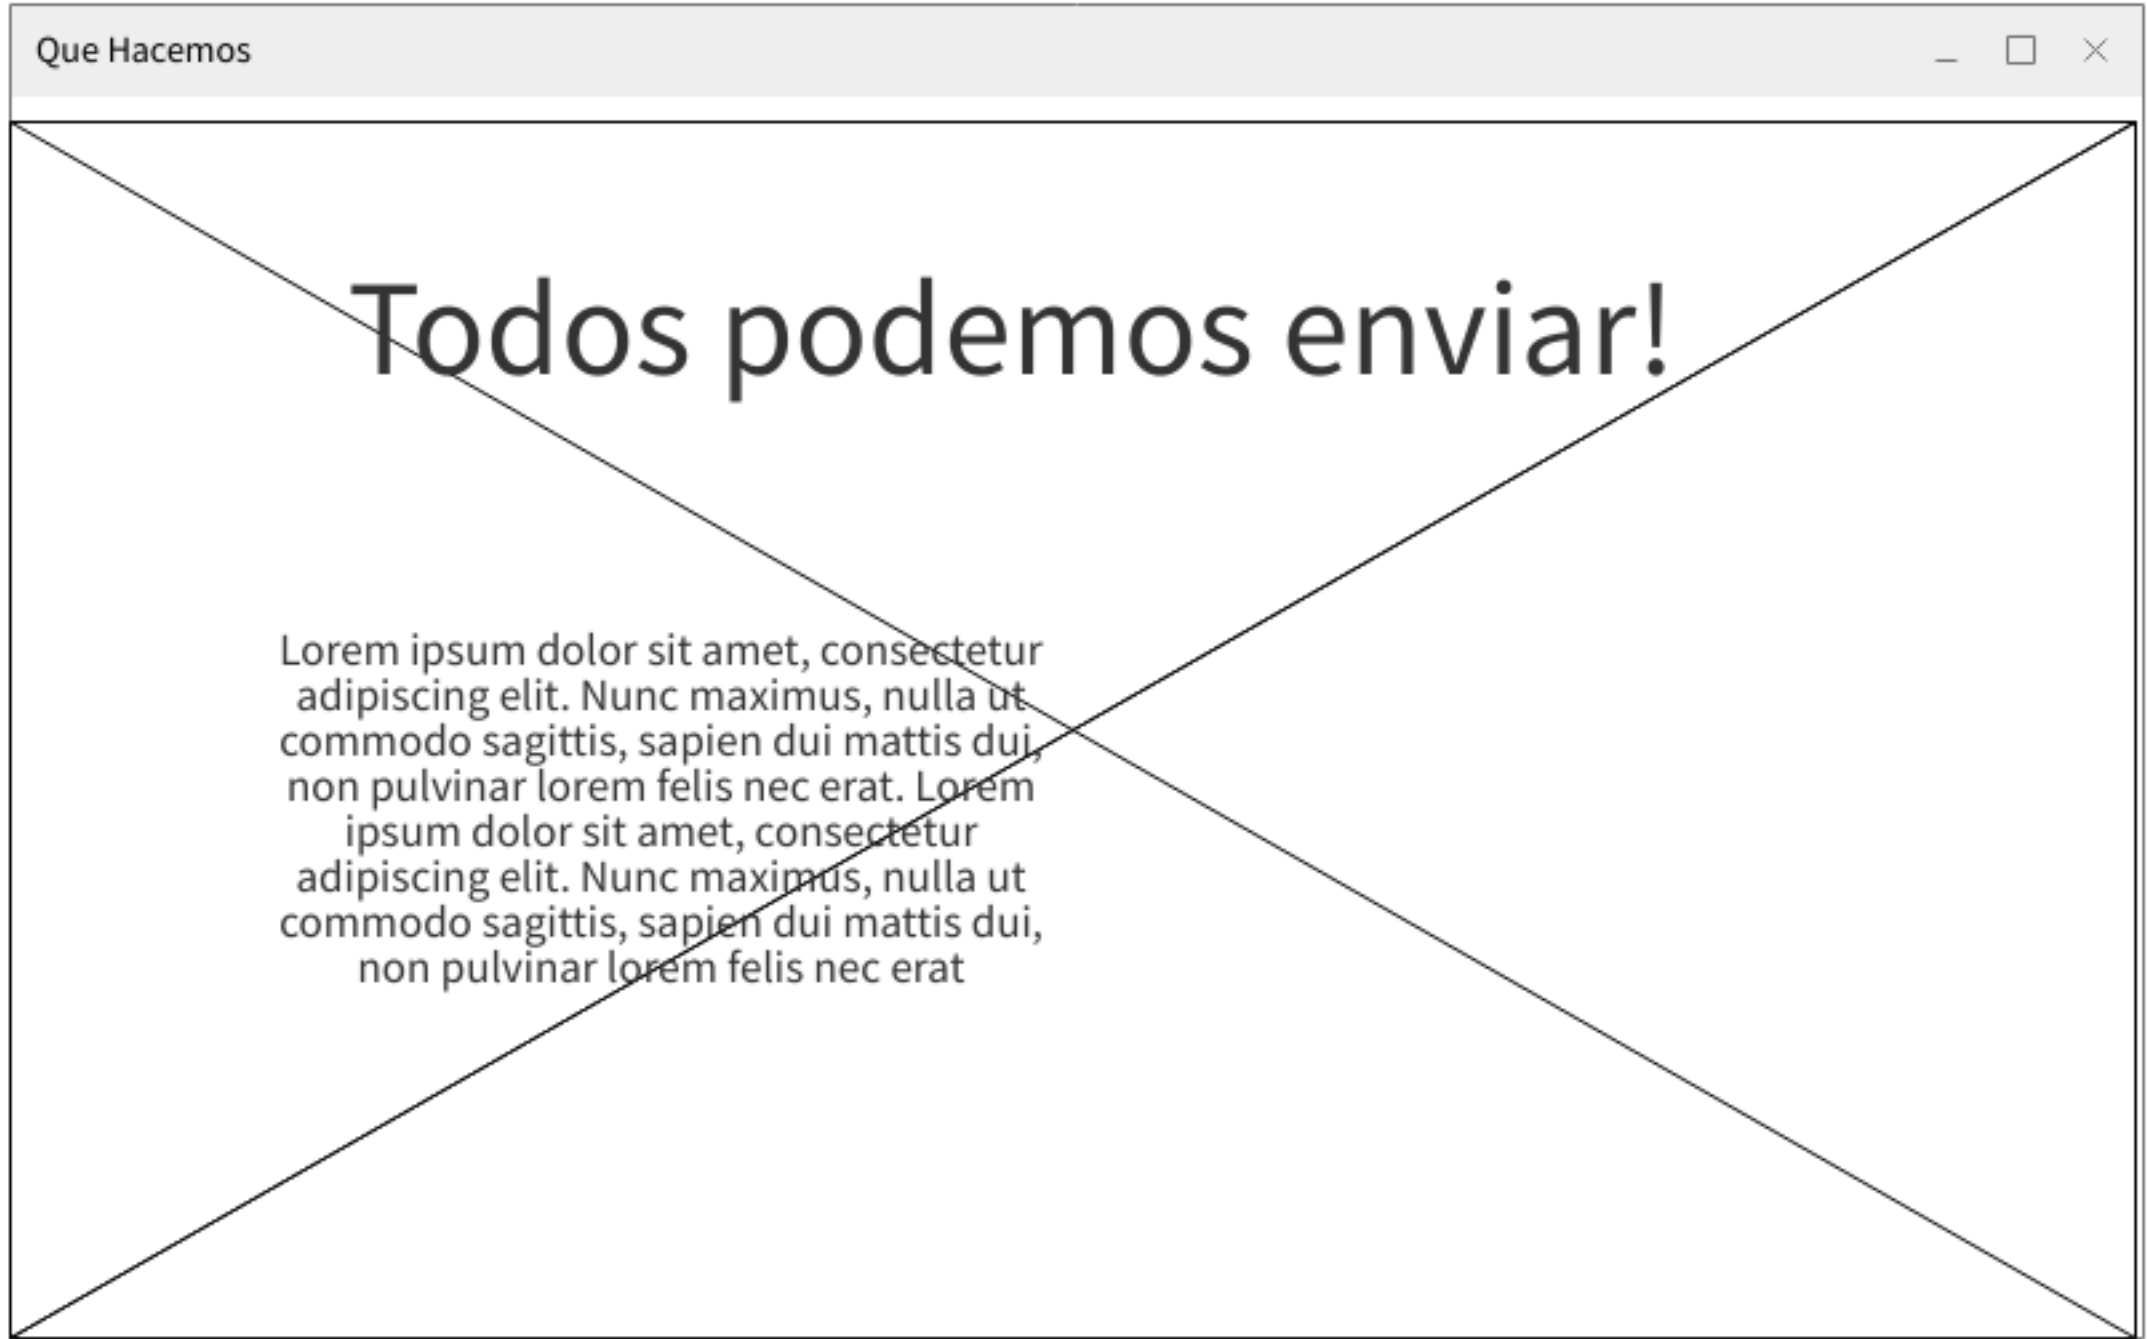 Que Hacemos
Todos podemos enviar!
Lorem ipsum dolor sit amet, consectetur
adipiscing elit. Nunc maximus, nulla ut
commodo sagittis, sapien dui mattis dui,
non pulvinar lorem felis nec erat. Lorem
ipsum dolor sit amet, consectetur
adipiscing elit. Nunc maximus, nulla ut
commodo sagittis, sapien dui mattis dui,
non pulvinar lorem felis nec erat